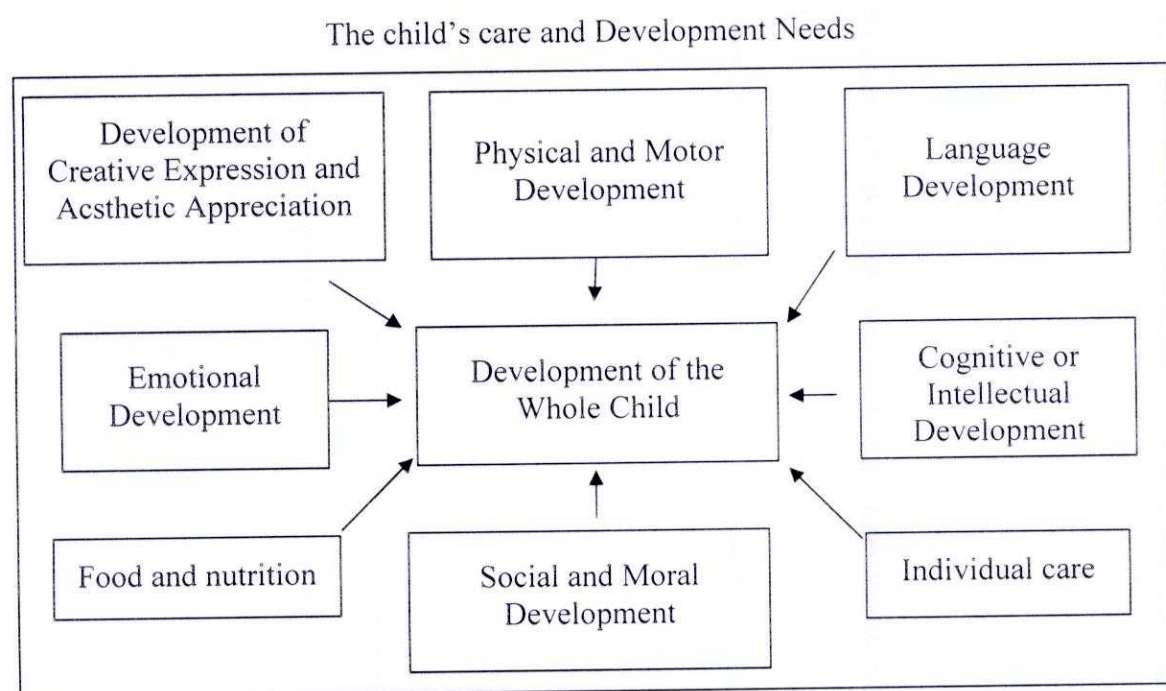 The child's care and Development Needs
Development of
Creative Expression and
Acsthetic Appreciation
Physical and Motor
Development
Language
Development
Emotional
Development
Development of the
Whole Child
Cognitive or
Intellectual
Development
Food and nutrition
Social and Moral
Development
Individual care